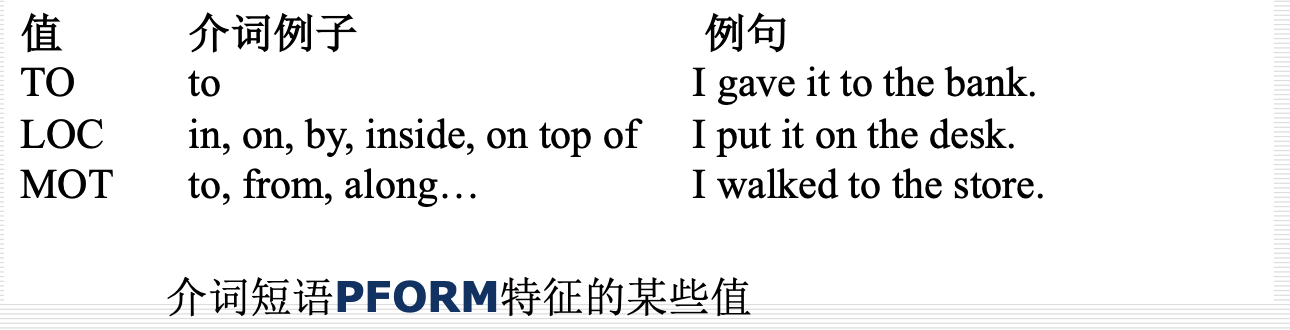 值 介词例子 例句
TO to I gave it to the bank.
LOC in, on, by, inside, on top of I put it on the desk.
MOT to, from, along… I walked to the store.
介词短语PFORM特征的某些值